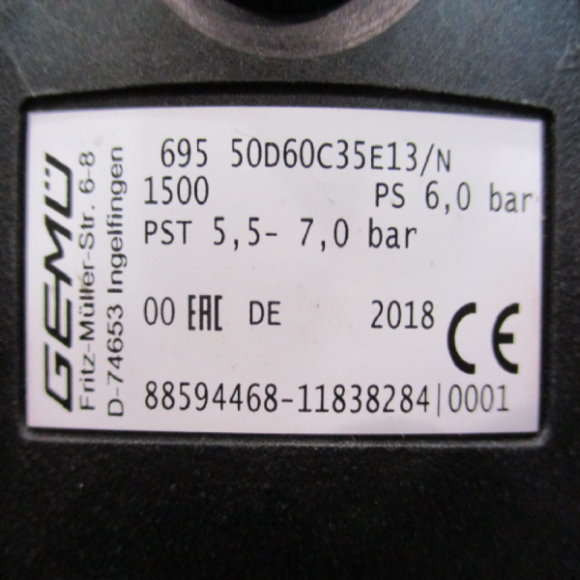 GEMÜ
Fritz-Müller-Str. 6-8
D-74653 Ingelfingen
695 50D60C35E13/N
1500 PS 6,0 bar
PST 5,5- 7,0 bar
00 EAC DE 2018 CE
88594468-11838284|0001